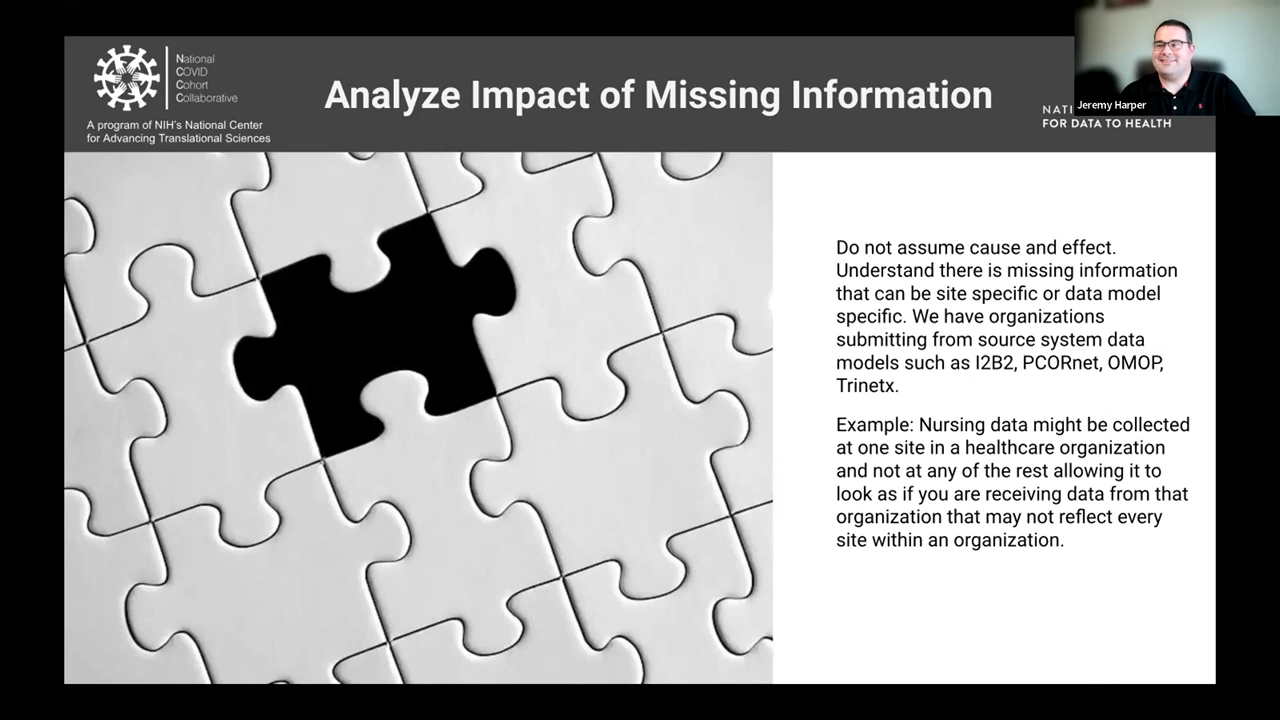 National
COVID
Cohort
Collaborative
A program of NIH's National Center
for Advancing Translational Sciences
Analyze Impact of Missing Information
Jeremy Harper
FOR DATA TO HEALTH
Do not assume cause and effect.
Understand there is missing information
that can be site specific or data model
specific. We have organizations
submitting from source system data
models such as I2B2, PCORnet, OMOP,
Trinetx.
Example: Nursing data might be collected
at one site in a healthcare organization
and not at any of the rest allowing it to
look as if you are receiving data from that
organization that may not reflect every
site within an organization.